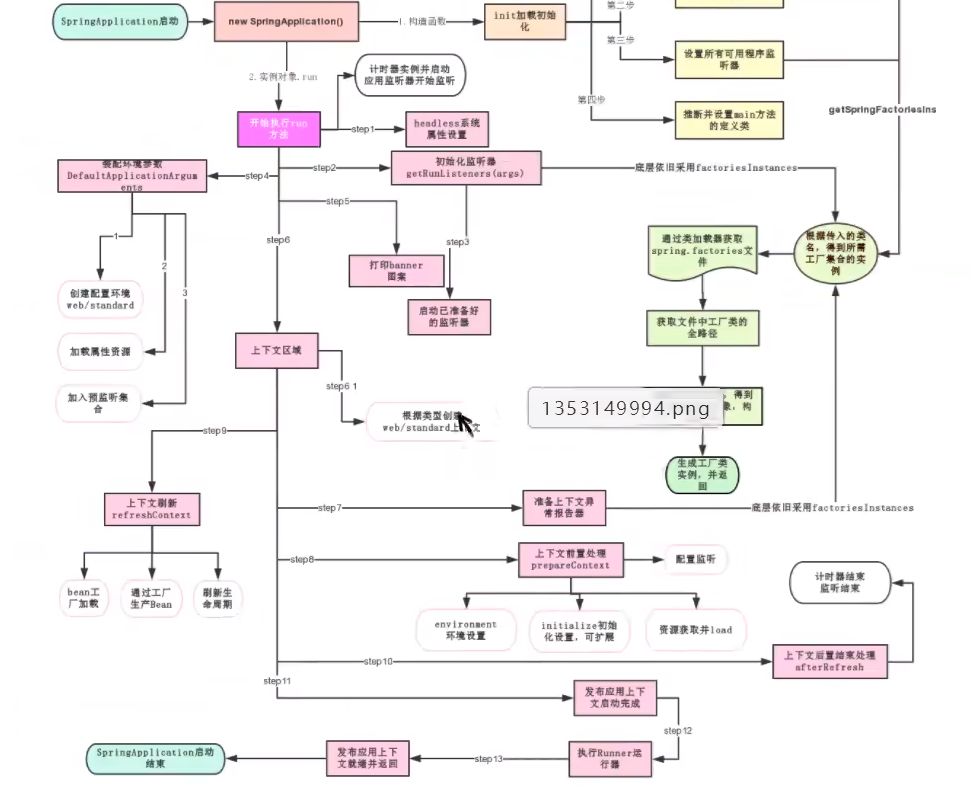 SpringApplication启动
new SpringApplication()
1.构造函数
init加载初始
化
第二步
第三步
设置所有可用程序监
听器
第四步
推断并设置main方法
的定义类
getSpringFactoriesIns
2.实例对象.run
计时器实例并启动
应用监听器开始监听
开始执行run
方法
step1
headless系统
属性设置
step2
初始化监听器
getRunListeners(args)
底层依旧采用factoriesInstances
装配环境参数
DefaultApplicationArgum
ents
step4
step5
step6
step3
打印banner
图案
启动已准备好
的监听器
1
2
3
创建配置环境
web/standard
加载属性资源
加入预监听集
合
通过类加载器获取
spring.factories文
件
根据传入的类
名，得到所需
工厂集合的实
例
获取文件中工厂类的
全路径
，得到
象，构
1353149994.png
生成工厂类
实例，并返
回
上下文区域
step6 1
根据类型创建
web/standard上下文
step9
上下文刷新
refreshContext
bean工
厂加载
通过工厂
生产Bean
刷新生
命周期
step7
准备上下文异
常报告器
底层依旧采用factoriesInstances
step8
上下文前置处理
prepareContext
配置监听
environment
环境设置
initialize初始
化设置，可扩展
资源获取并load
计时器结束
监听结束
step10
上下文后置结束处理
afterRefresh
step11
发布应用上下
文启动完成
step12
执行Runner运
行器
step13
发布应用上下
文就绪并返回
SpringApplication启动
结束